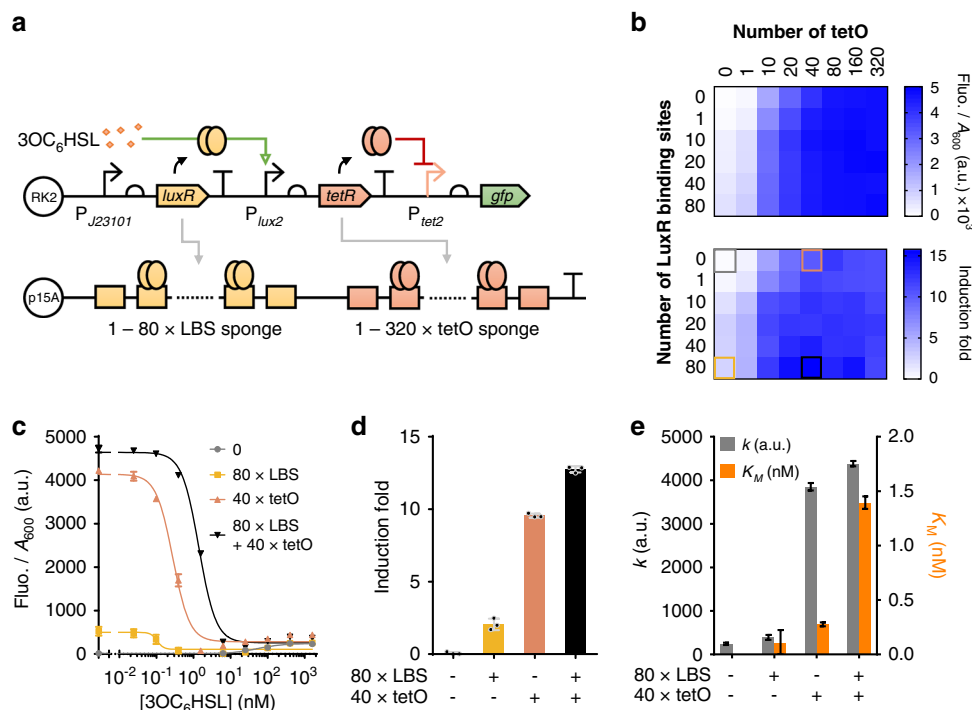 a
3OC6HSL
RK2
luxR
tetR
gfp
PJ23101
Plux2
Ptet2
p15A
1 – 80 × LBS sponge
1 – 320 × tetO sponge
b
Number of tetO
0 1 10 20 40 80 160 320
Number of LuxR binding sites
0
1
10
20
40
80
5
4
3
2
1
0
Fluo. / A600 (a.u.) ×10³
0
1
10
20
40
80
15
10
5
0
Induction fold
c
5000
4000
3000
2000
1000
0
Fluo. / A600 (a.u.)
10⁻² 10⁻¹ 10⁰ 10¹ 10² 10³
[3OC6HSL] (nM)
0
80 × LBS
40 × tetO
80 × LBS
+ 40 × tetO
d
15
10
5
0
Induction fold
80 × LBS - + - +
40 × tetO - - + +
e
5000
4000
3000
2000
1000
0
k (a.u.)
k (a.u.)
KM (nM)
2.0
1.5
1.0
0.5
0.0
KM (nM)
80 × LBS - + - +
40 × tetO - - + +